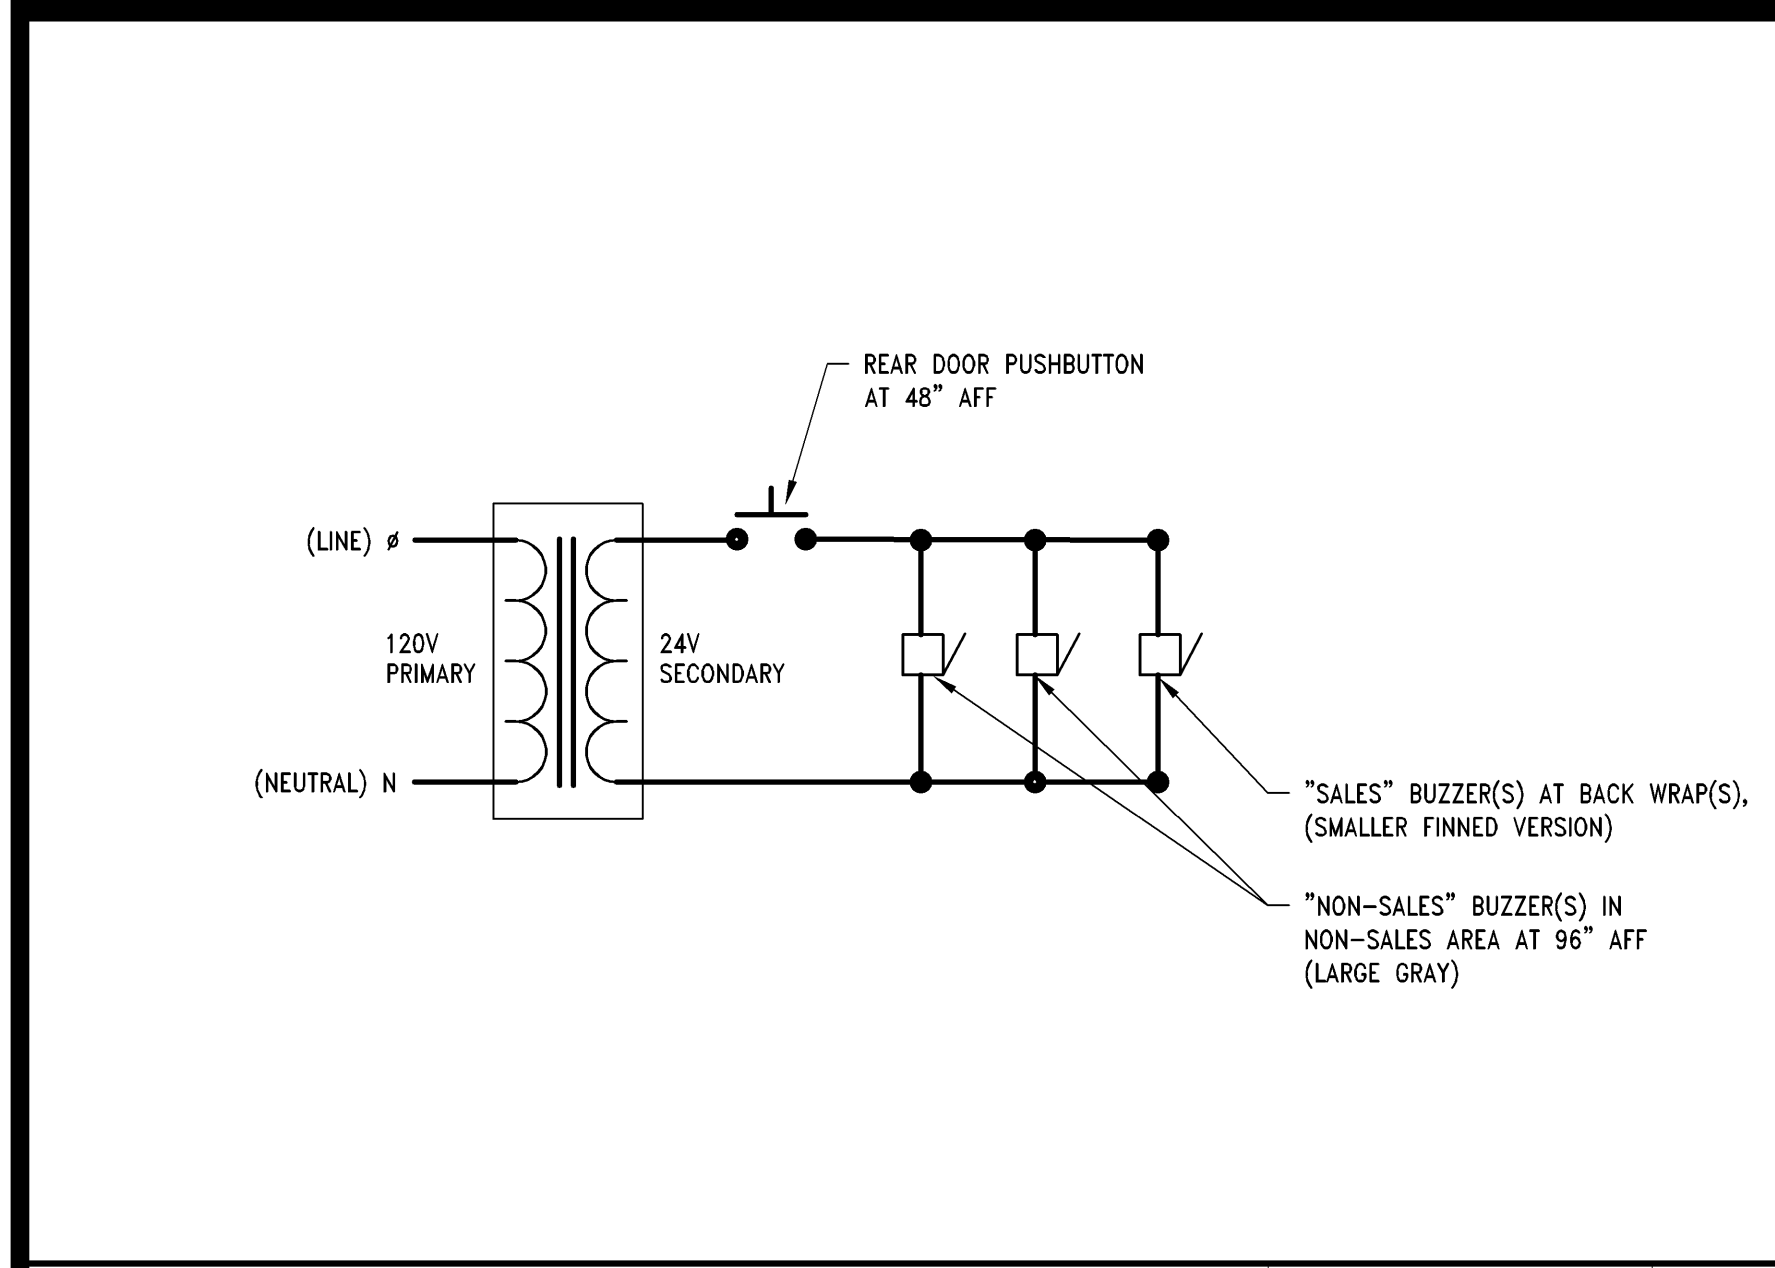 REAR DOOR PUSHBUTTON
AT 48" AFF
(LINE) ø
120V
PRIMARY
24V
SECONDARY
(NEUTRAL) N
"SALES" BUZZER(S) AT BACK WRAP(S),
(SMALLER FINNED VERSION)
"NON-SALES" BUZZER(S) IN
NON-SALES AREA AT 96" AFF
(LARGE GRAY)